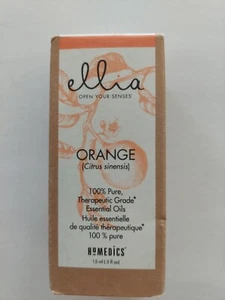 ellia
OPEN YOUR SENSES
ORANGE
(Citrus sinensis)
100% Pure,
Therapeutic Grade*
Essential Oils
Huile essentielle
de qualité thérapeutique*
100 % pure
HOMEDICS
15 ml (.5 fl oz)